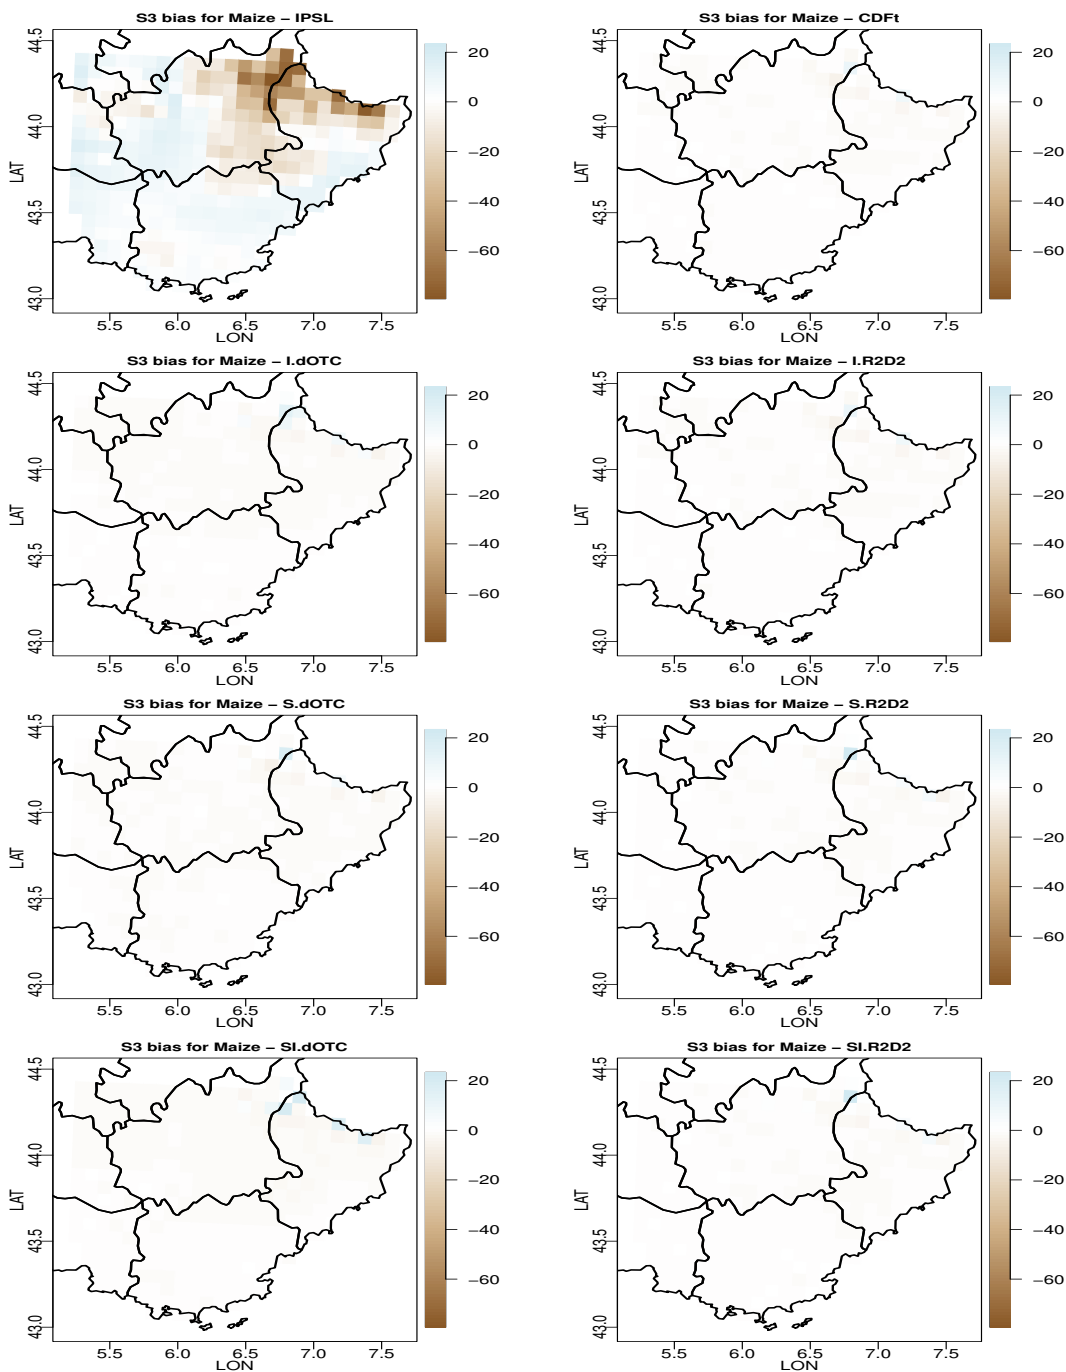 S3 bias for Maize − IPSL
44.5
44.0
43.5
43.0
LAT
5.5 6.0 6.5 7.0 7.5
LON
20
0
−20
−40
−60
S3 bias for Maize − CDFt
44.5
44.0
43.5
43.0
LAT
5.5 6.0 6.5 7.0 7.5
LON
20
0
−20
−40
−60
S3 bias for Maize − I.dOTC
44.5
44.0
43.5
43.0
LAT
5.5 6.0 6.5 7.0 7.5
LON
20
0
−20
−40
−60
S3 bias for Maize − I.R2D2
44.5
44.0
43.5
43.0
LAT
5.5 6.0 6.5 7.0 7.5
LON
20
0
−20
−40
−60
S3 bias for Maize − S.dOTC
44.5
44.0
43.5
43.0
LAT
5.5 6.0 6.5 7.0 7.5
LON
20
0
−20
−40
−60
S3 bias for Maize − S.R2D2
44.5
44.0
43.5
43.0
LAT
5.5 6.0 6.5 7.0 7.5
LON
20
0
−20
−40
−60
S3 bias for Maize − SI.dOTC
44.5
44.0
43.5
43.0
LAT
5.5 6.0 6.5 7.0 7.5
LON
20
0
−20
−40
−60
S3 bias for Maize − SI.R2D2
44.5
44.0
43.5
43.0
LAT
5.5 6.0 6.5 7.0 7.5
LON
20
0
−20
−40
−60